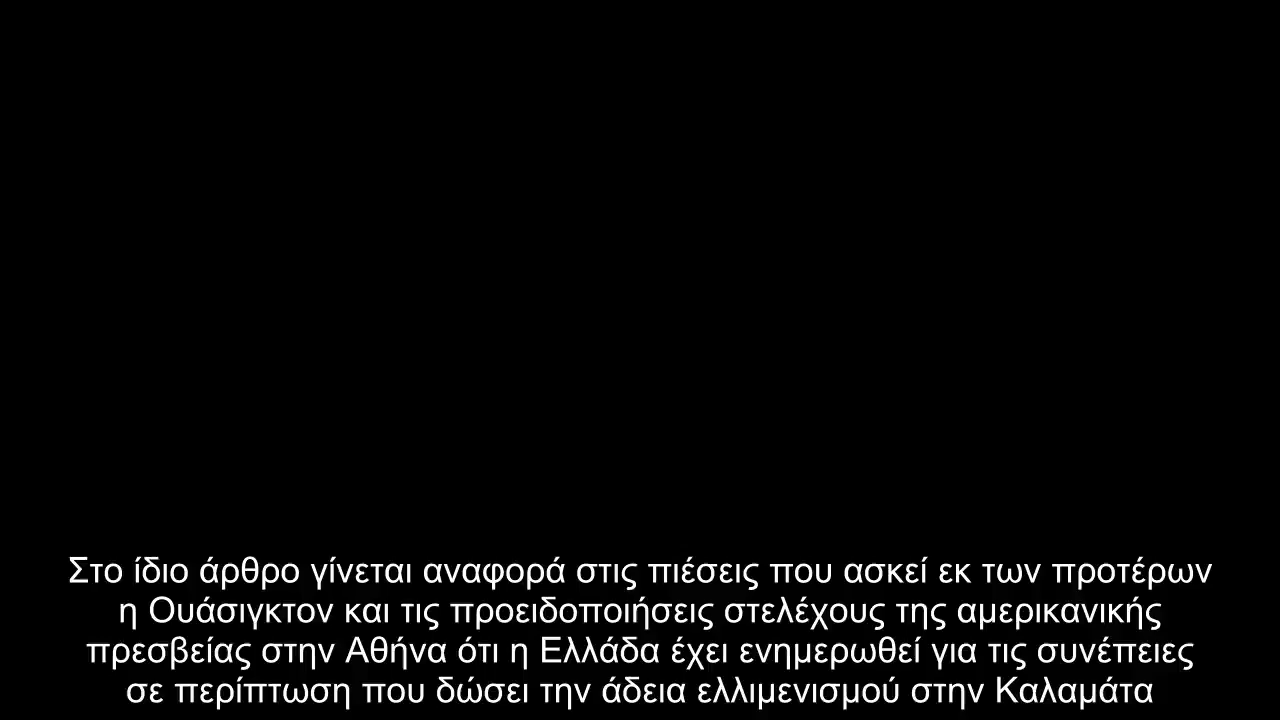 Στο ίδιο άρθρο γίνεται αναφορά στις πιέσεις που ασκεί εκ των προτέρων
η Ουάσιγκτον και τις προειδοποιήσεις στελέχους της αμερικανικής
πρεσβείας στην Αθήνα ότι η Ελλάδα έχει ενημερωθεί για τις συνέπειες
σε περίπτωση που δώσει την άδεια ελλιμενισμού στην Καλαμάτα